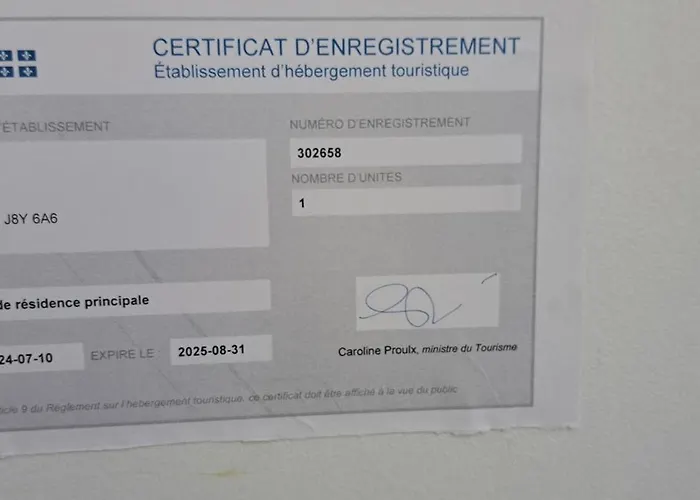 CERTIFICAT D'ENREGISTREMENT
Établissement d'hébergement touristique
'ÉTABLISSEMENT
NUMÉRO D'ENREGISTREMENT
302658
NOMBRE D'UNITÉS
1
J8Y 6A6
de résidence principale
24-07-10
EXPIRE LE :
2025-08-31
Caroline Proulx, ministre du Tourisme
icle 9 du Règlement sur l'hébergement touristique, ce certificat doit être affiché à la vue du public